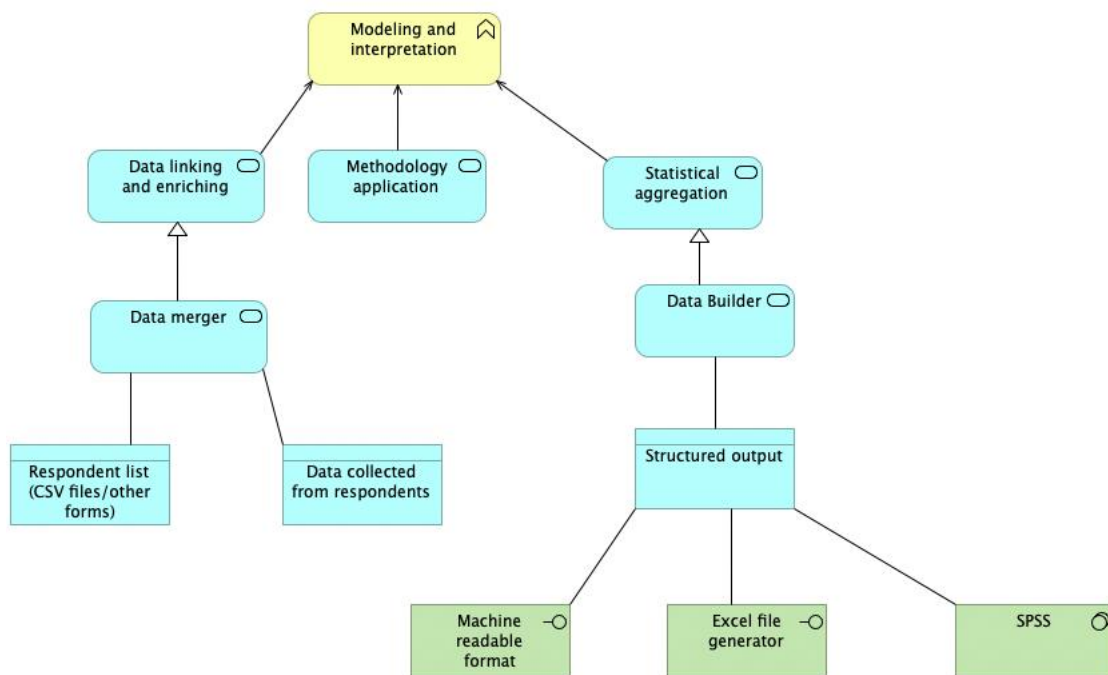 Modeling and
interpretation
Data linking
and enriching
Methodology
application
Statistical
aggregation
Data merger
Data Builder
Respondent list
(CSV files/other
forms)
Data collected
from respondents
Structured output
Machine
readable
format
Excel file
generator
SPSS